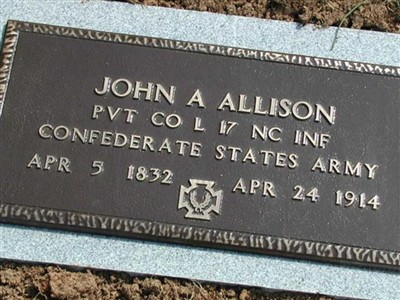 JOHN A ALLISON
PVT CO L 17 NC INF
CONFEDERATE STATES ARMY
APR 5 1832 APR 24 1914